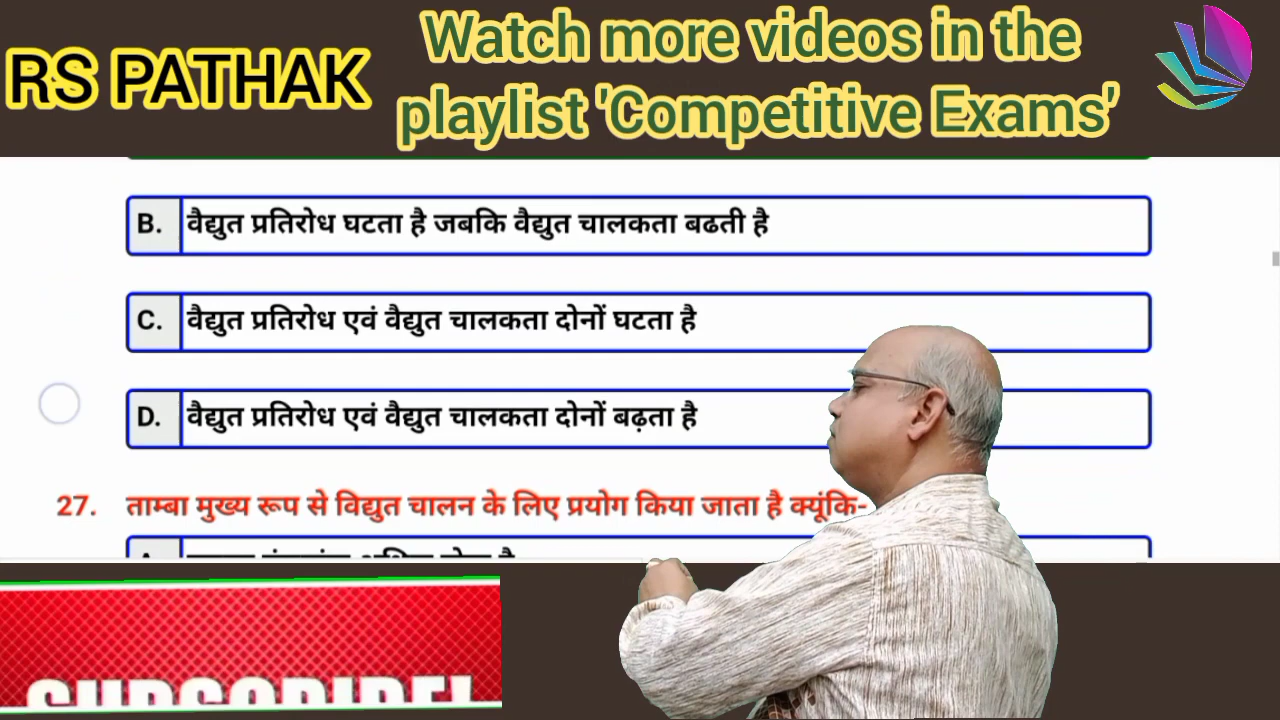 RS PATHAK
Watch more videos in the
playlist 'Competitive Exams'
B. वैद्युत प्रतिरोध घटता है जबकि वैद्युत चालकता बढती है
C. वैद्युत प्रतिरोध एवं वैद्युत चालकता दोनों घटता है
D. वैद्युत प्रतिरोध एवं वैद्युत चालकता दोनों बढ़ता है
27. ताम्बा मुख्य रूप से विद्युत चालन के लिए प्रयोग किया जाता है क्यूंकि-
SUBSCRIBE!